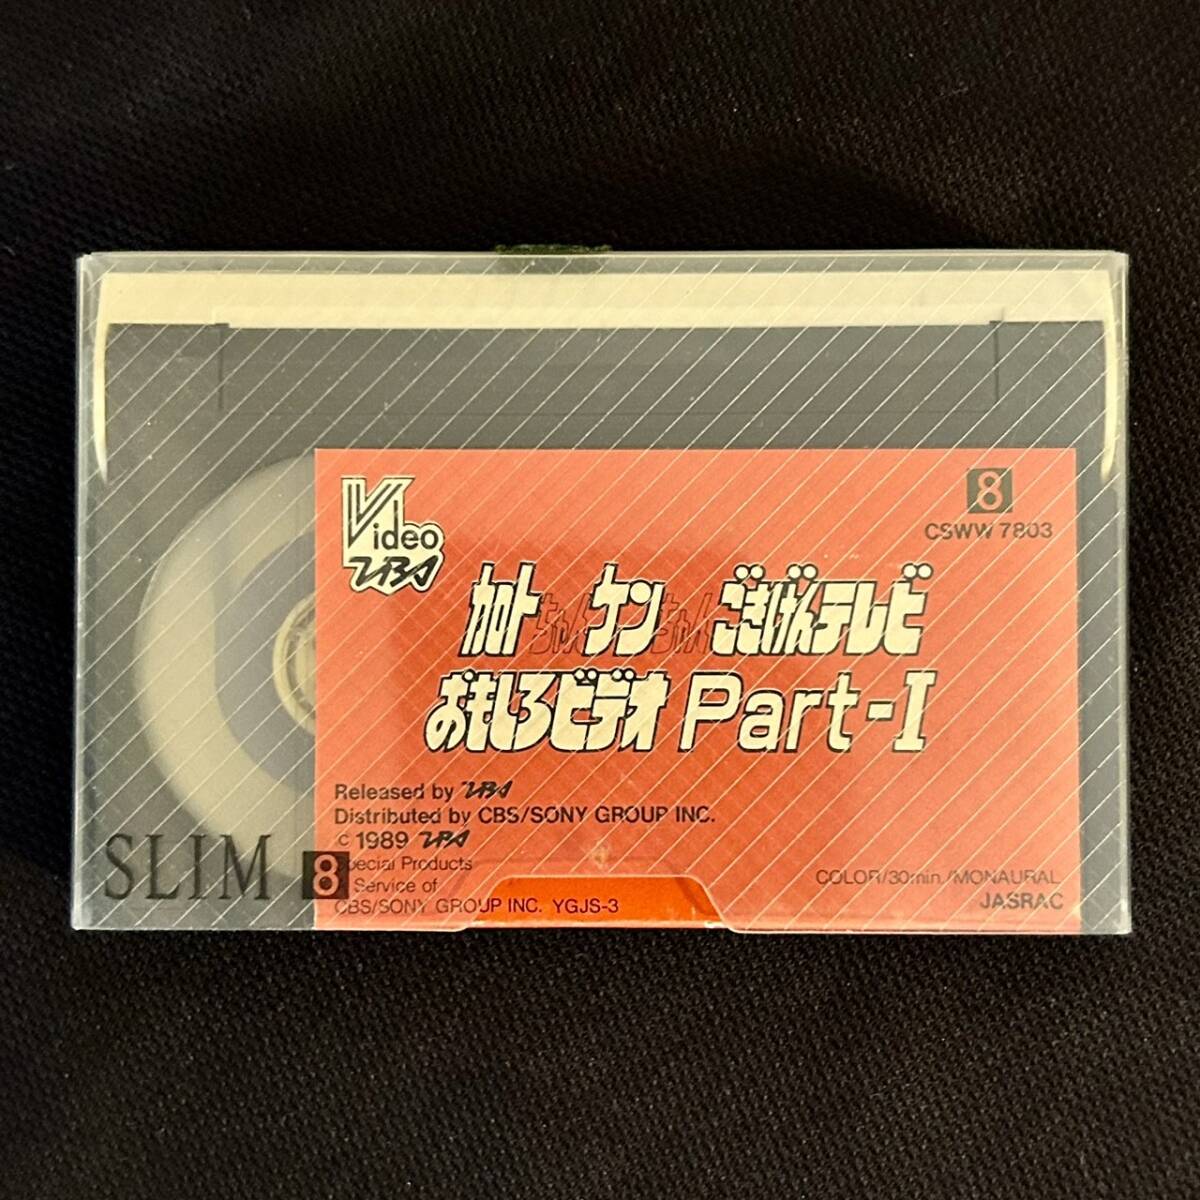 Video TBS
8
CSWW 7803
加トちゃんケンちゃんごきげんテレビ
おもしろビデオ Part-I
Released by TBS
Distributed by CBS/SONY GROUP INC.
© 1989 TBS
Special Products
Service of
CBS/SONY GROUP INC. YGJS-3
COLOR/30min./MONAURAL
JASRAC
SLIM 8